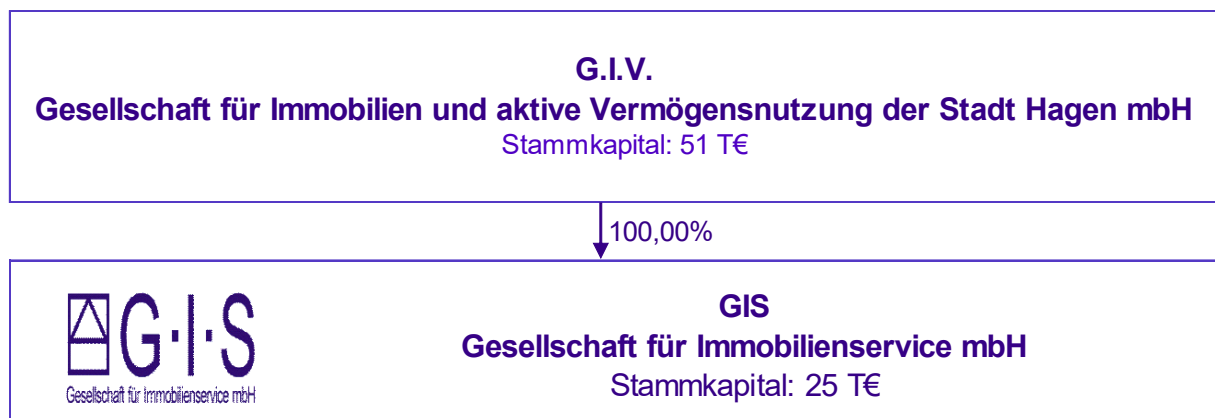 G.I.V.
Gesellschaft für Immobilien und aktive Vermögensnutzung der Stadt Hagen mbH
Stammkapital: 51 T€
100,00%
G·I·S
Gesellschaft für Immobilienservice mbH
GIS
Gesellschaft für Immobilienservice mbH
Stammkapital: 25 T€